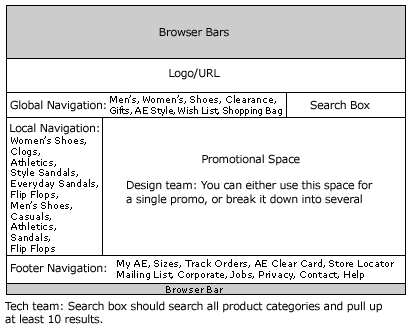 Browser Bars
Logo/URL
Global Navigation: Men's, Women's, Shoes, Clearance,
Gifts, AE Style, Wish List, Shopping Bag
Search Box
Local Navigation:
Women's Shoes,
Clogs,
Athletics,
Style Sandals,
Everyday Sandals,
Flip Flops,
Men's Shoes,
Casuals,
Athletics,
Sandals,
Flip Flops
Promotional Space
Design team: You can either use this space for
a single promo, or break it down into several
Footer Navigation: My AE, Sizes, Track Orders, AE Clear Card, Store Locator
Mailing List, Corporate, Jobs, Privacy, Contact, Help
Browser Bar
Tech team: Search box should search all product categories and pull up
at least 10 results.